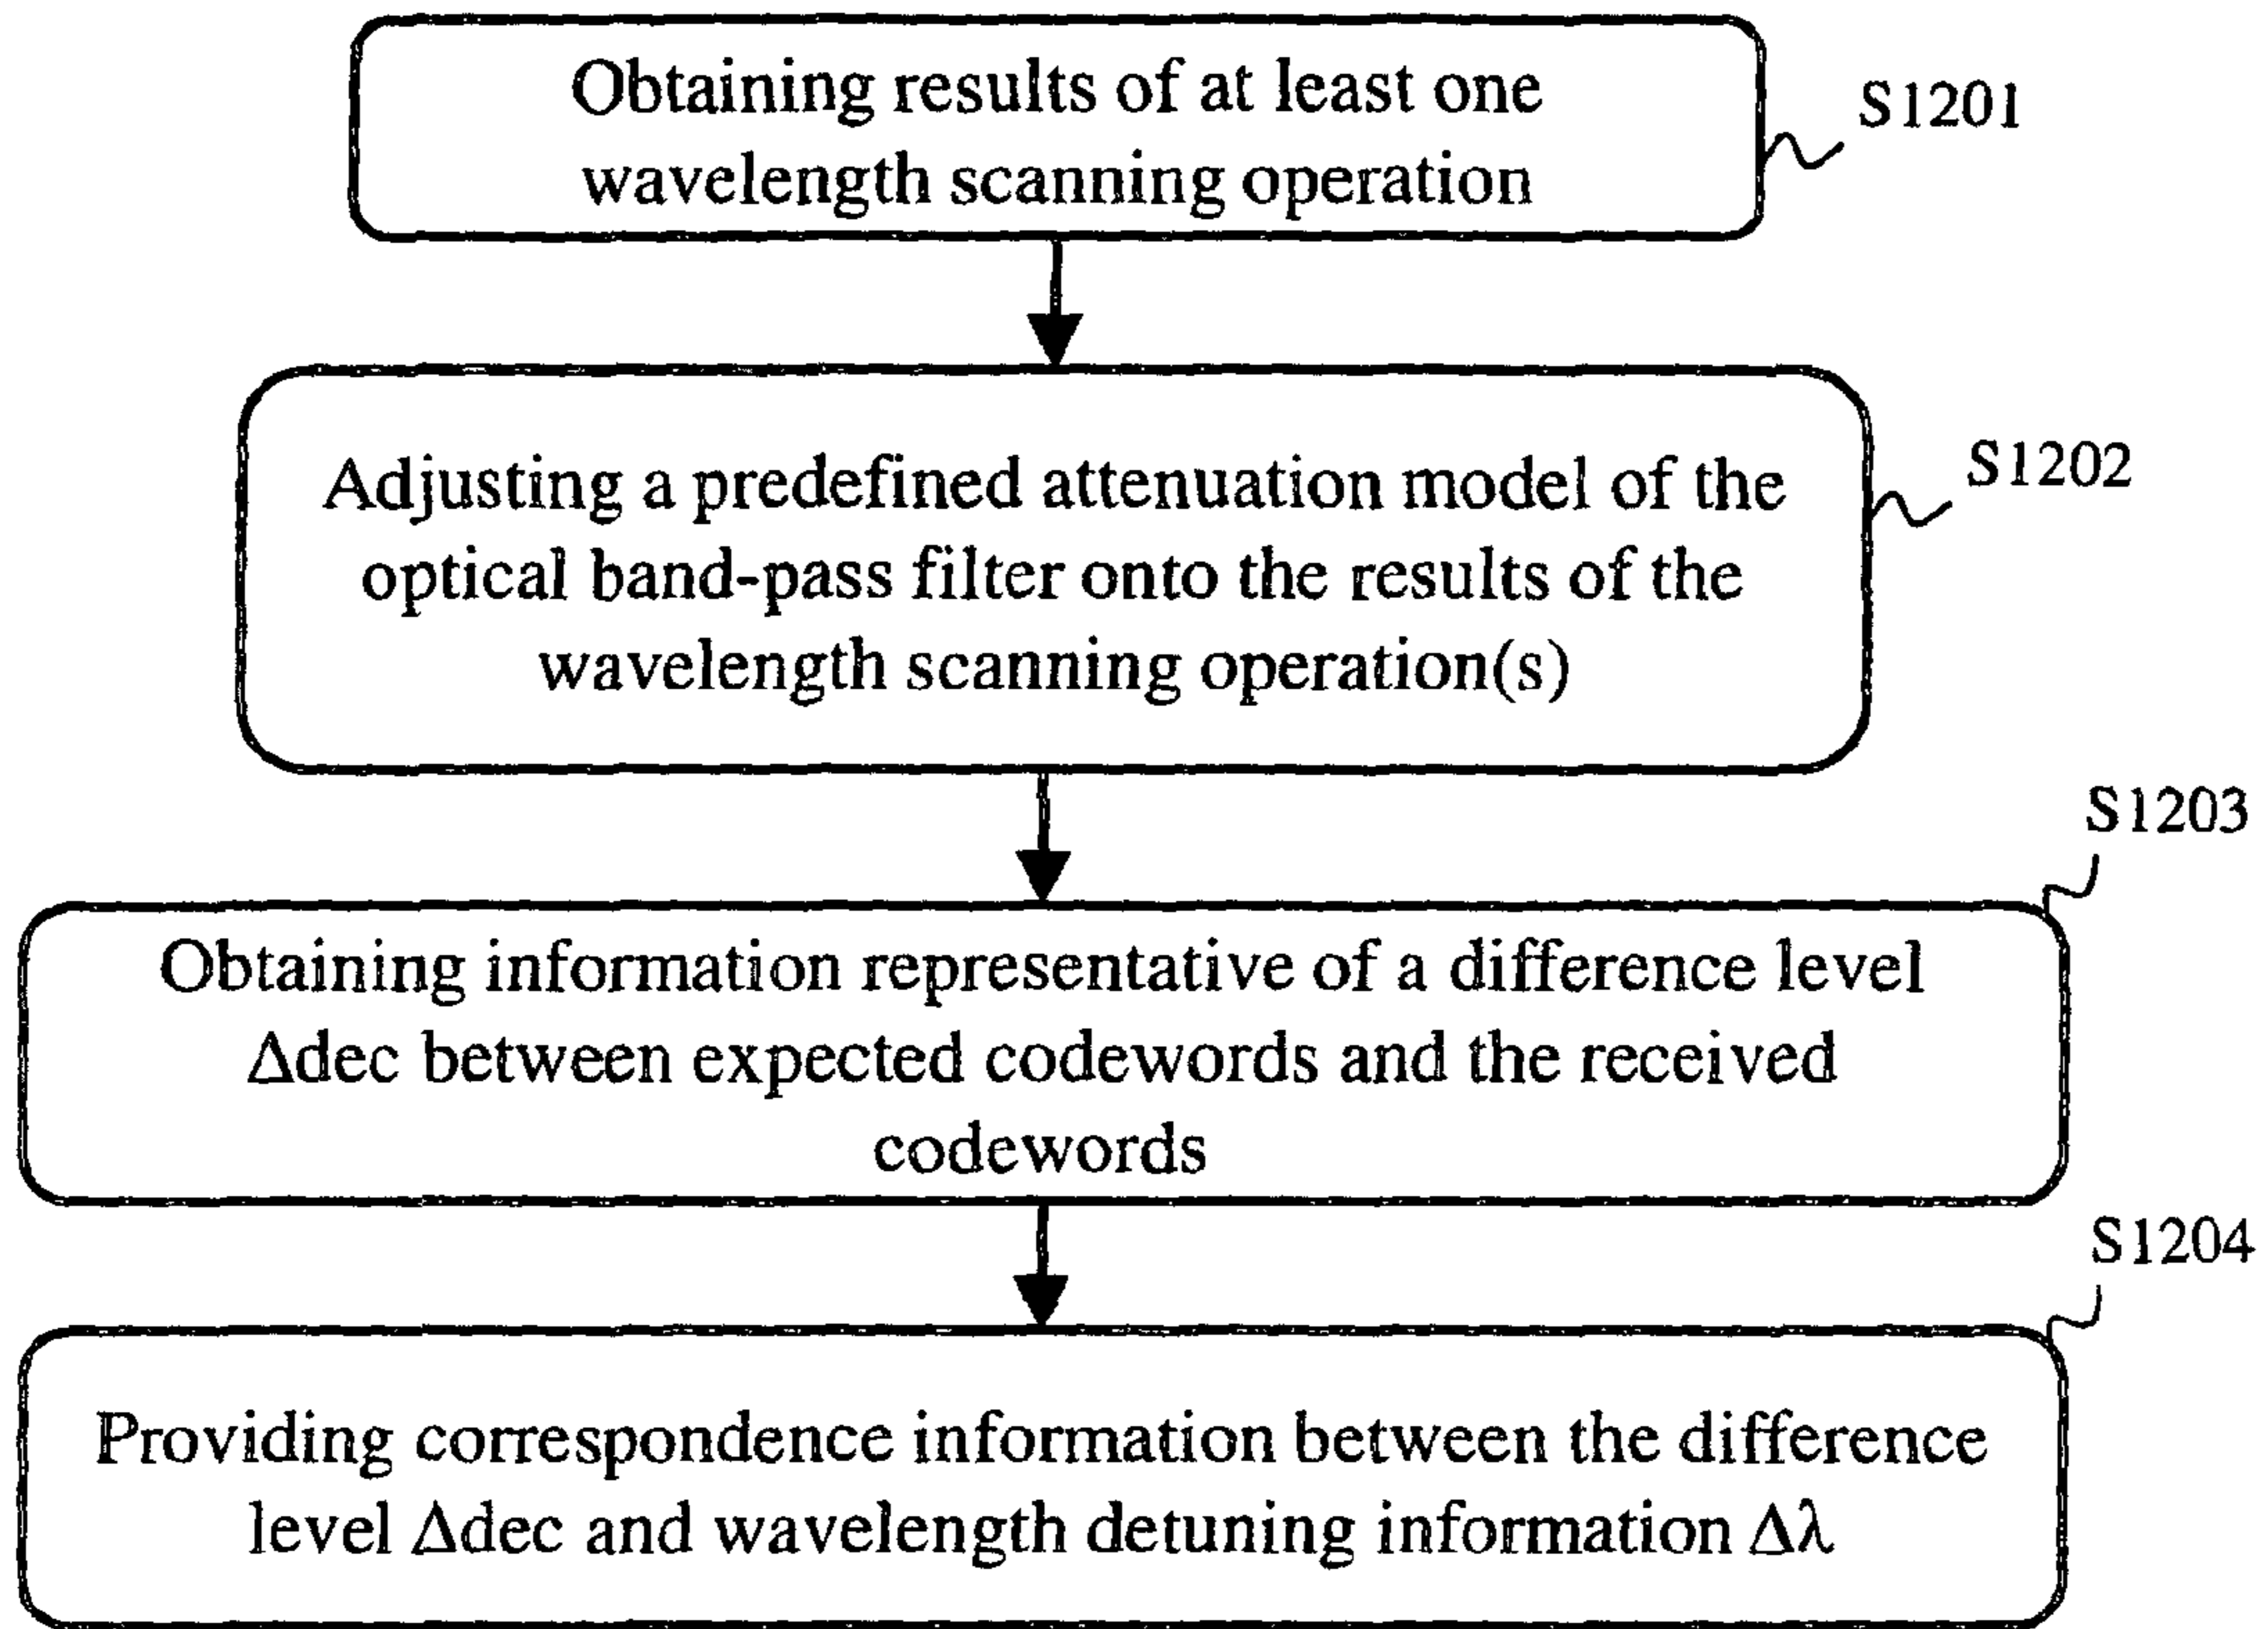 Obtaining results of at least one
wavelength scanning operation
S1201
Adjusting a predefined attenuation model of the
optical band-pass filter onto the results of the
wavelength scanning operation(s)
S1202
S1203
Obtaining information representative of a difference level
Δdec between expected codewords and the received
codewords
S1204
Providing correspondence information between the difference
level Δdec and wavelength detuning information Δλ